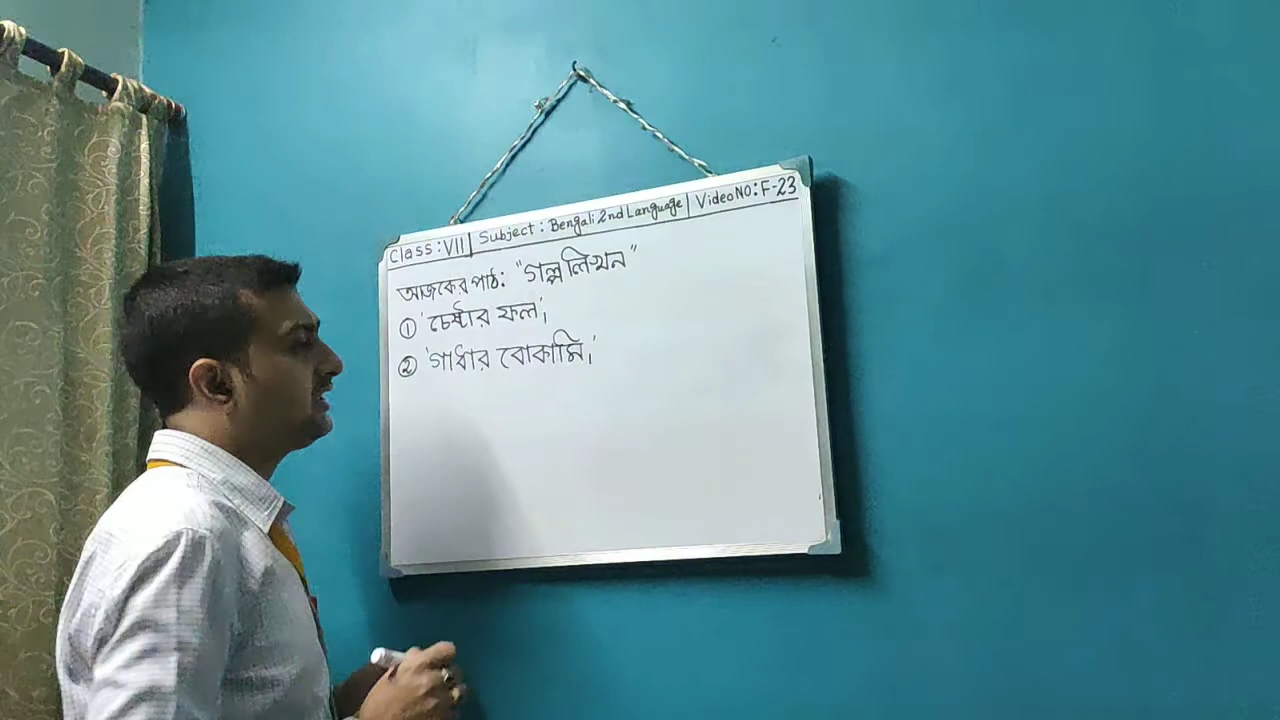 Class: VII | Subject: Bengali 2nd Language | Video NO: F-23
আজকের পাঠ: "গল্প লিখন"
① 'চেষ্টার ফল'।
② 'গাধার বোকামি'।